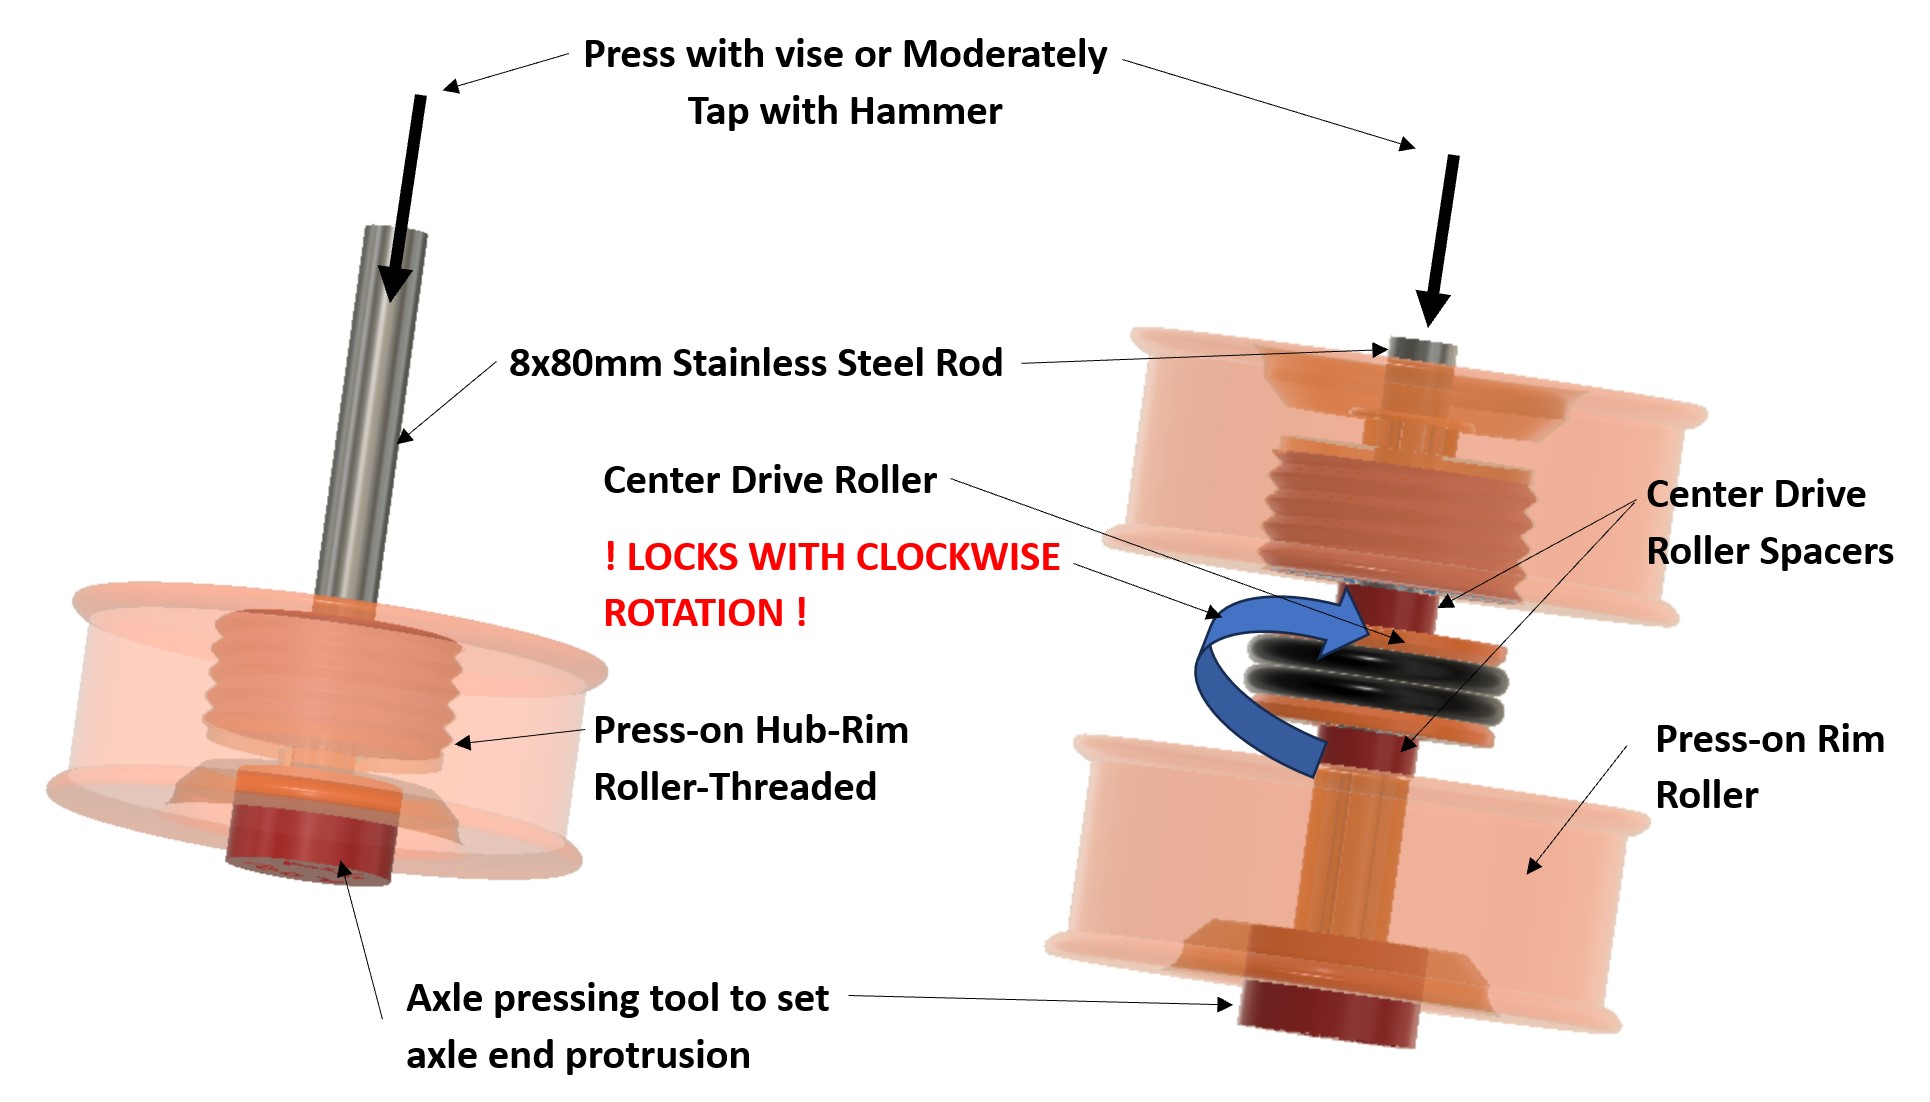 Press with vise or Moderately
Tap with Hammer
8x80mm Stainless Steel Rod
Center Drive Roller
! LOCKS WITH CLOCKWISE
ROTATION !
Center Drive
Roller Spacers
Press-on Hub-Rim
Roller-Threaded
Press-on Rim
Roller
Axle pressing tool to set
axle end protrusion